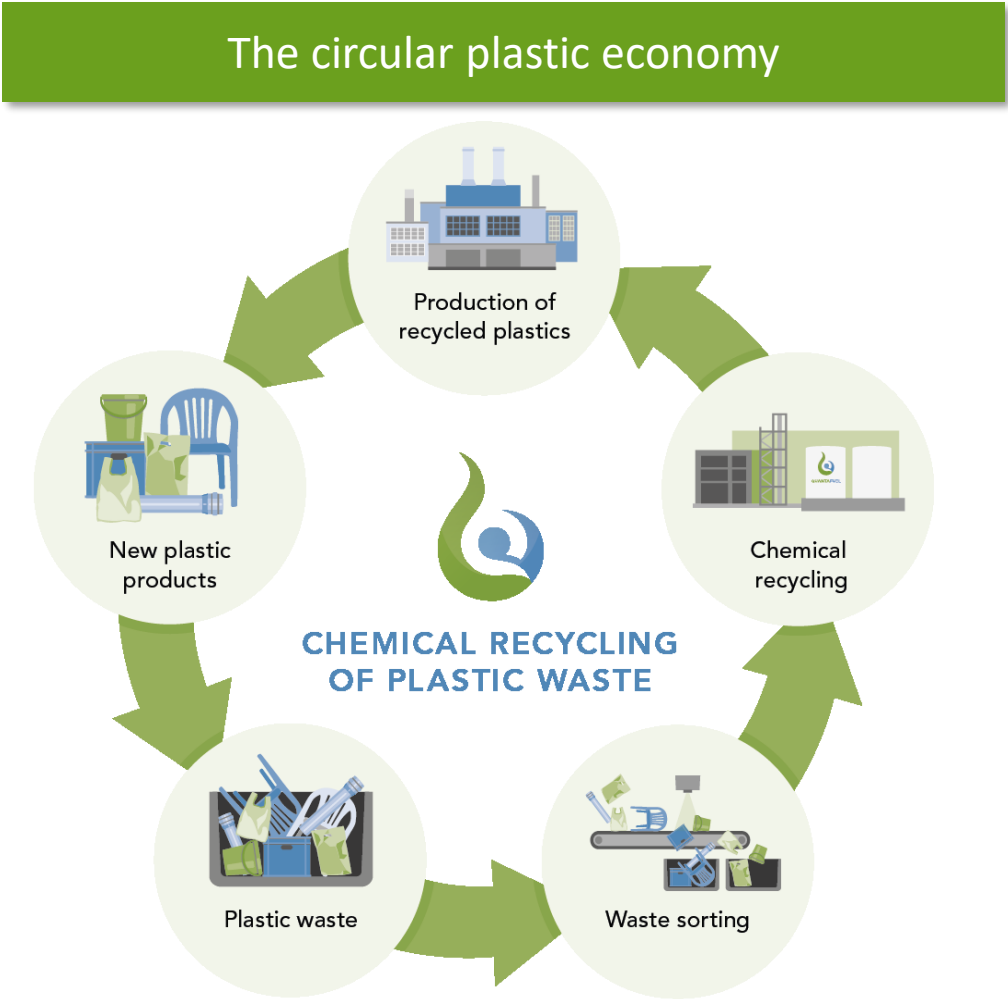 The circular plastic economy
Production of
recycled plastics
New plastic
products
Chemical
recycling
CHEMICAL RECYCLING
OF PLASTIC WASTE
Plastic waste
Waste sorting